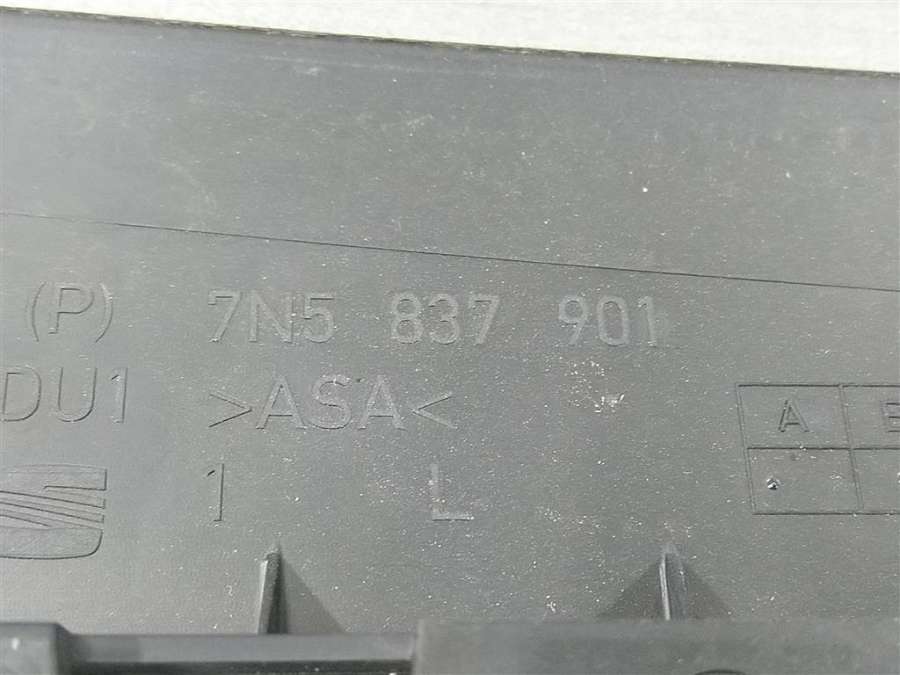 (P) 7N5 837 901
DU1 >ASA<
A
1 L